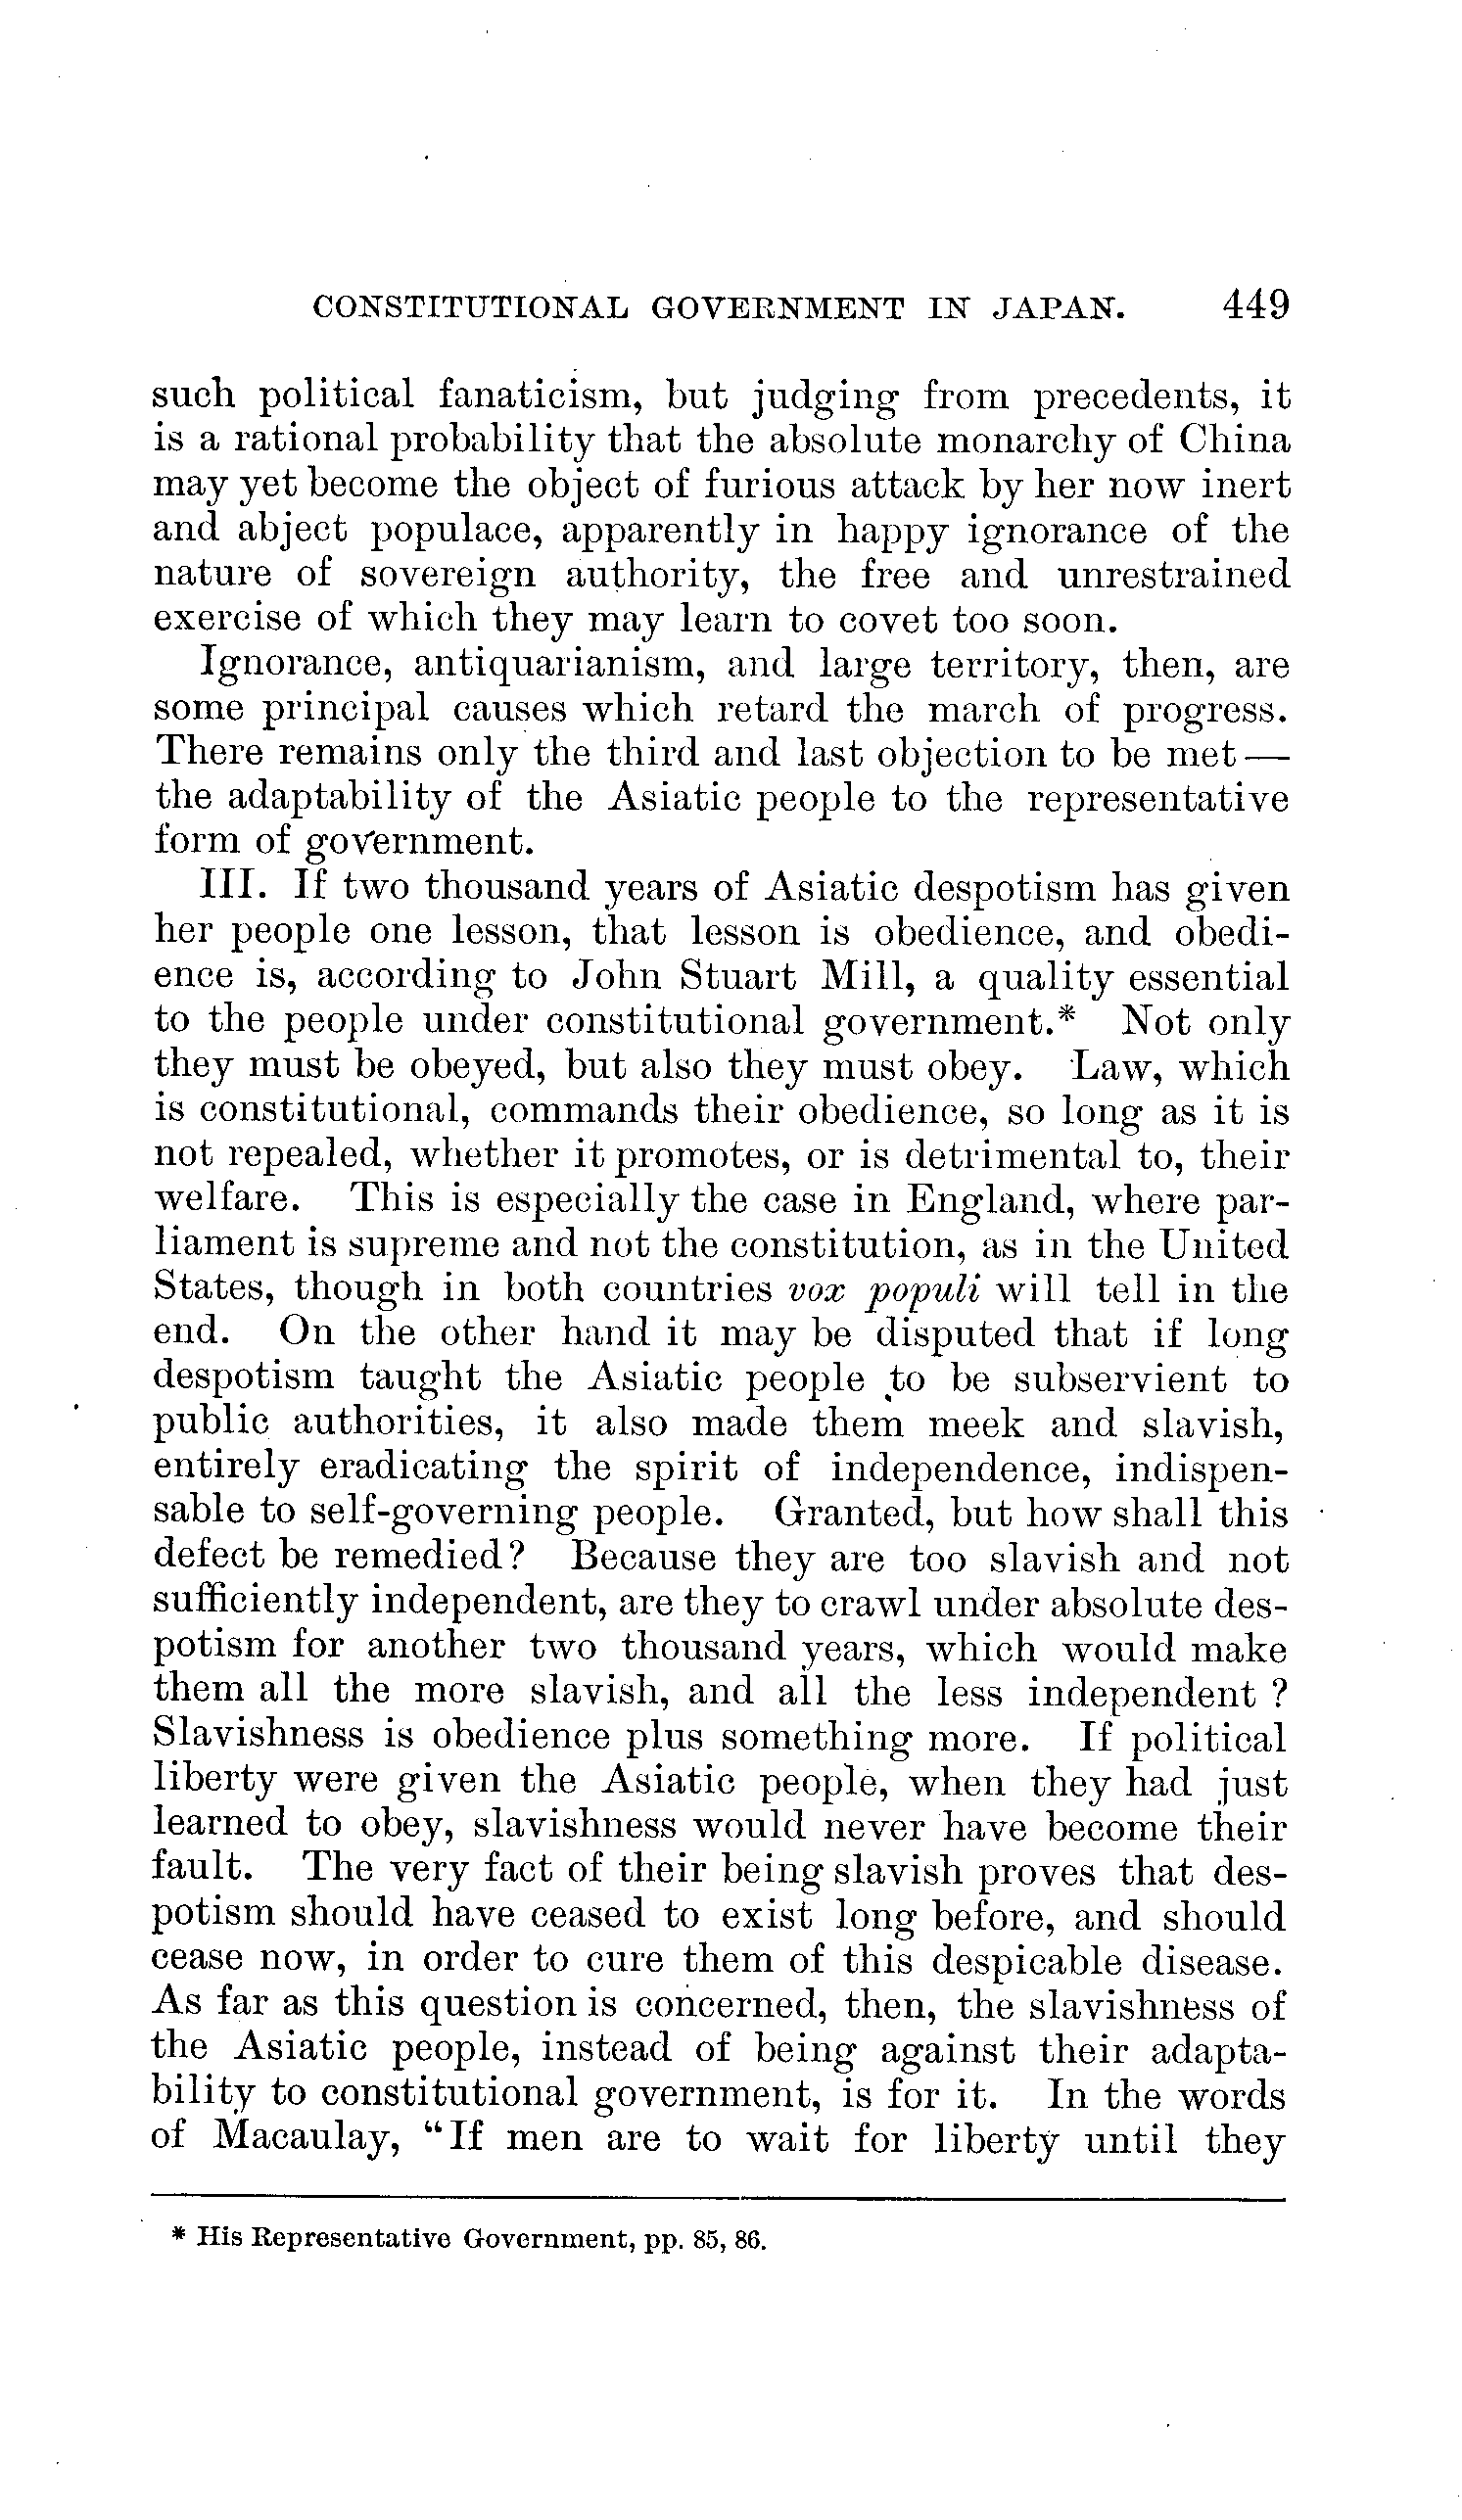 CONSTITUTIONAL GOVERNMENT IN JAPAN. 449
such political fanaticism, but judging from precedents, it
is a rational probability that the absolute monarchy of China
may yet become the object of furious attack by her now inert
and abject populace, apparently in happy ignorance of the
nature of sovereign authority, the free and unrestrained
exercise of which they may learn to covet too soon.
Ignorance, antiquarianism, and large territory, then, are
some principal causes which retard the march of progress.
There remains only the third and last objection to be met—
the adaptability of the Asiatic people to the representative
form of government.
III. If two thousand years of Asiatic despotism has given
her people one lesson, that lesson is obedience, and obedi-
ence is, according to John Stuart Mill, a quality essential
to the people under constitutional government.* Not only
they must be obeyed, but also they must obey. Law, which
is constitutional, commands their obedience, so long as it is
not repealed, whether it promotes, or is detrimental to, their
welfare. This is especially the case in England, where par-
liament is supreme and not the constitution, as in the United
States, though in both countries vox populi will tell in the
end. On the other hand it may be disputed that if long
despotism taught the Asiatic people to be subservient to
public authorities, it also made them meek and slavish,
entirely eradicating the spirit of independence, indispen-
sable to self-governing people. Granted, but how shall this
defect be remedied? Because they are too slavish and not
sufficiently independent, are they to crawl under absolute des-
potism for another two thousand years, which would make
them all the more slavish, and all the less independent ?
Slavishness is obedience plus something more. If political
liberty were given the Asiatic people, when they had just
learned to obey, slavishness would never have become their
fault. The very fact of their being slavish proves that des-
potism should have ceased to exist long before, and should
cease now, in order to cure them of this despicable disease.
As far as this question is concerned, then, the slavishness of
the Asiatic people, instead of being against their adapta-
bility to constitutional government, is for it. In the words
of Macaulay, "If men are to wait for liberty until they
* His Representative Government, pp. 85, 86.